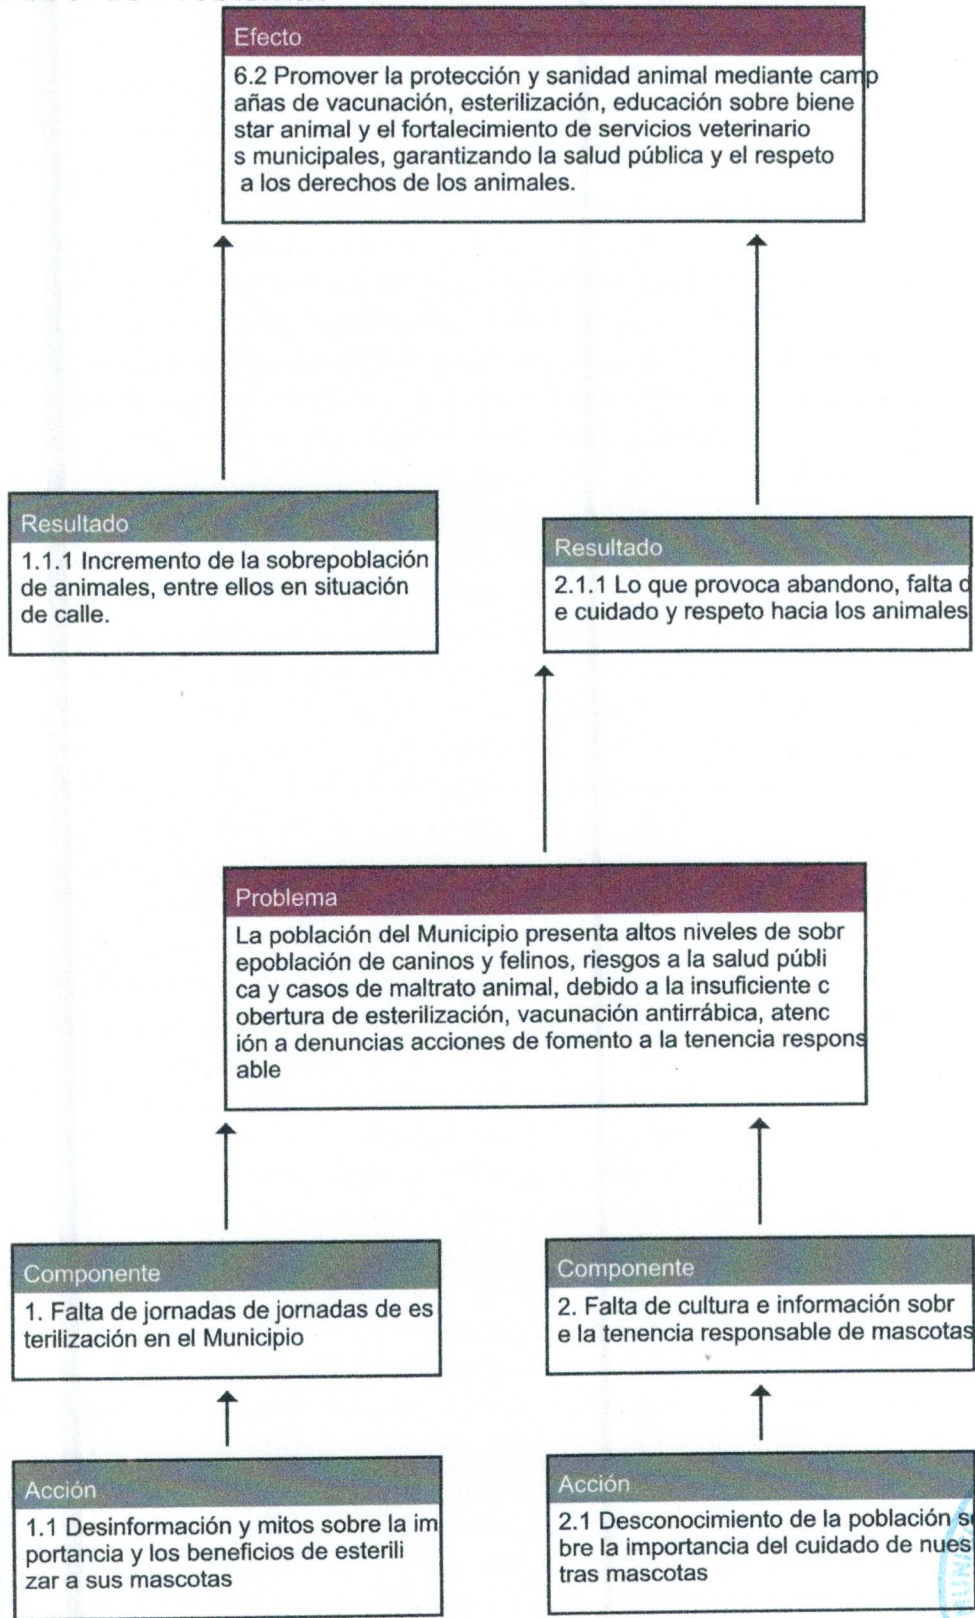 Efecto
6.2 Promover la protección y sanidad animal mediante camp
añas de vacunación, esterilización, educación sobre biene
star animal y el fortalecimiento de servicios veterinario
s municipales, garantizando la salud pública y el respeto
a los derechos de los animales.
Resultado
1.1.1 Incremento de la sobrepoblación
de animales, entre ellos en situación
de calle.
Resultado
2.1.1 Lo que provoca abandono, falta d
e cuidado y respeto hacia los animales
Problema
La población del Municipio presenta altos niveles de sobr
epoblación de caninos y felinos, riesgos a la salud públi
ca y casos de maltrato animal, debido a la insuficiente c
obertura de esterilización, vacunación antirrábica, atenc
ión a denuncias acciones de fomento a la tenencia respons
able
Componente
1. Falta de jornadas de jornadas de es
terilización en el Municipio
Componente
2. Falta de cultura e información sobr
e la tenencia responsable de mascotas
Acción
1.1 Desinformación y mitos sobre la im
portancia y los beneficios de esterili
zar a sus mascotas
Acción
2.1 Desconocimiento de la población so
bre la importancia del cuidado de nues
tras mascotas